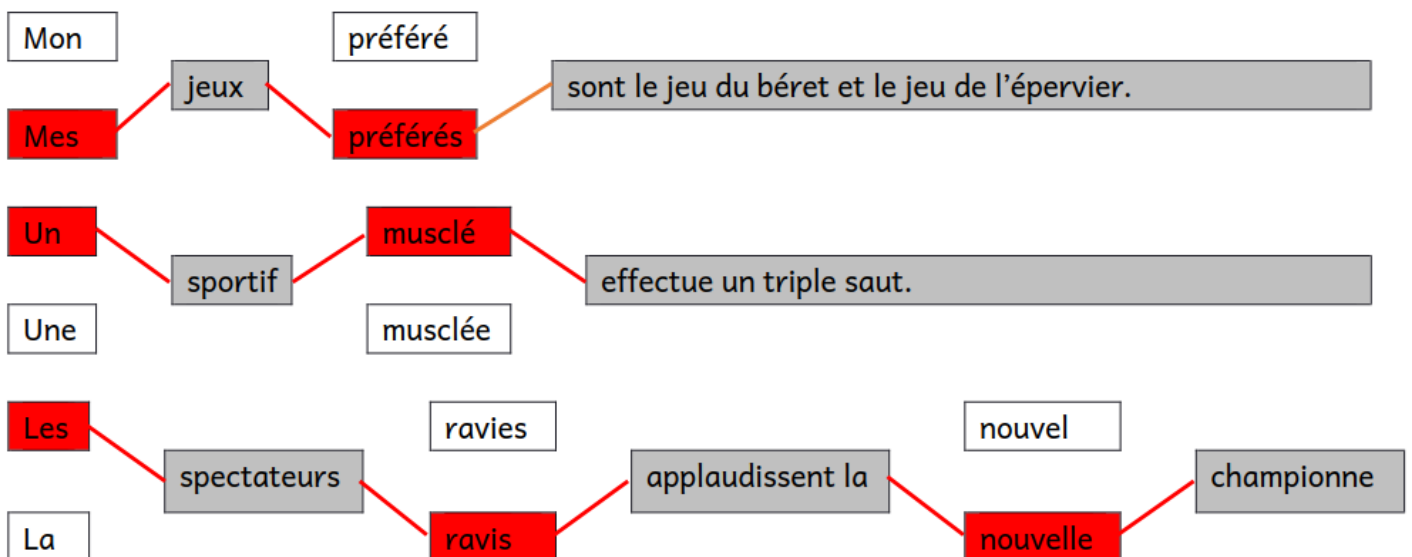 Mon préféré
jeux sont le jeu du béret et le jeu de l'épervier.
Mes préférés
Un musclé
sportif effectue un triple saut.
Une musclée
Les ravies nouvel
spectateurs applaudissent la championne
La ravis nouvelle